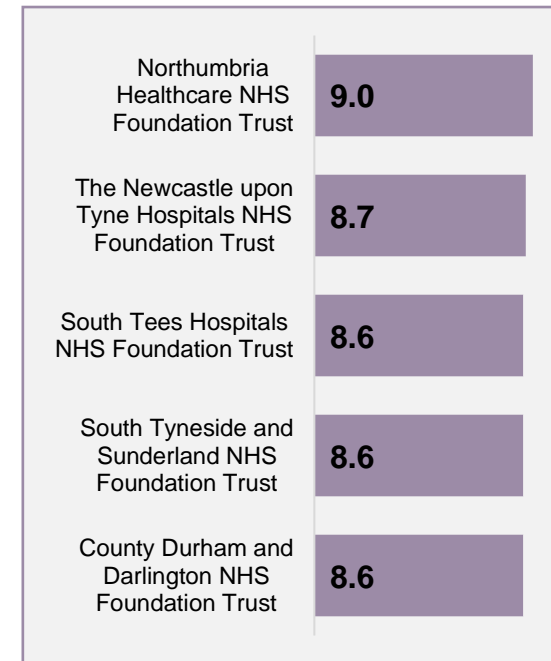 Northumbria
Healthcare NHS
Foundation Trust
9.0
The Newcastle upon
Tyne Hospitals NHS
Foundation Trust
8.7
South Tees Hospitals
NHS Foundation Trust
8.6
South Tyneside and
Sunderland NHS
Foundation Trust
8.6
County Durham and
Darlington NHS
Foundation Trust
8.6